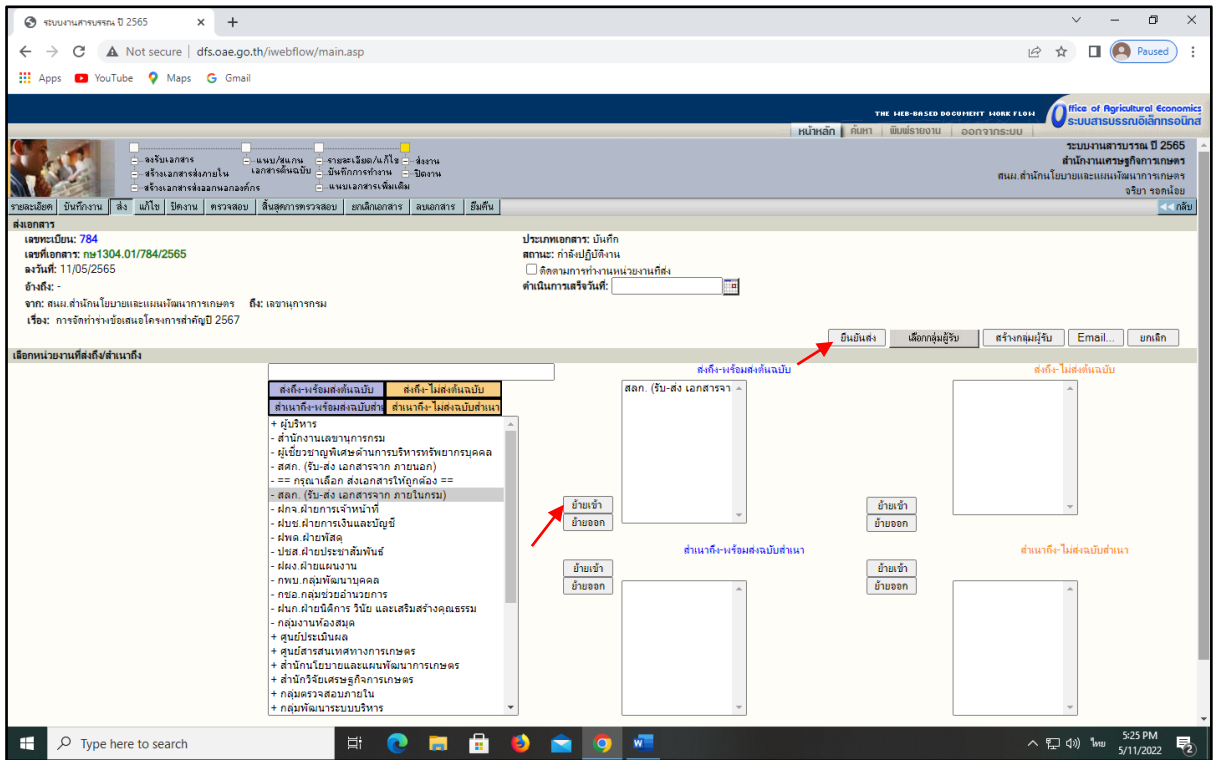 ระบบงานสารบรรณ ปี 2565
Not secure | dfs.oae.go.th/iwebflow/main.asp
Paused
Apps YouTube Maps Gmail
THE WEB-BASED DOCUMENT WORK FLOW
Office of Agricultural Economics
ระบบสารบรรณอิเล็กทรอนิกส
หน้าหลัก | ค้นหา | พิมพ์รายงาน | ออกจากระบบ
ระบบงานสารบรรณ ปี 2565
สำนักงานเศรษฐกิจการเกษตร
สนผ.สำนักนโยบายและแผนพัฒนาการเกษตร
จริยา รอดน้อย
ลงรับเอกสาร
สร้างเอกสารส่งภายใน
สร้างเอกสารส่งออกนอกองค์กร
แนบ/สแกน
เอกสารต้นฉบับ
รายละเอียด/แก้ไข
บันทึกการทำงาน
แนบเอกสารเพิ่มเติม
ส่งงาน
ปิดงาน
รายละเอียด บันทึกงาน ส่ง แก้ไข ปิดงาน ตรวจสอบ สิ้นสุดการตรวจสอบ ยกเลิกเอกสาร ลบเอกสาร ยืมคืน <<กลับ
ส่งเอกสาร
เลขทะเบียน: 784
ประเภทเอกสาร: บันทึก
เลขที่เอกสาร: กษ1304.01/784/2565
สถานะ: กำลังปฏิบัติงาน
ลงวันที่: 11/05/2565
ติดตามการทำงานหน่วยงานที่ส่ง
อ้างถึง: -
ดำเนินการเสร็จวันที่:
จาก: สนผ.สำนักนโยบายและแผนพัฒนาการเกษตร ถึง: เลขานุการกรม
เรื่อง: การจัดทำร่างข้อเสนอโครงการสำคัญปี 2567
ยืนยันส่ง เลือกกลุ่มผู้รับ สร้างกลุ่มผู้รับ Email... ยกเลิก
เลือกหน่วยงานที่ส่งถึง/สำเนาถึง
ส่งถึง-พร้อมส่งต้นฉบับ ส่งถึง-ไม่ส่งต้นฉบับ
สำเนาถึง-พร้อมส่งฉบับสำเ สำเนาถึง-ไม่ส่งฉบับสำเนา
+ ผู้บริหาร
- สำนักงานเลขานุการกรม
- ผู้เชี่ยวชาญพิเศษด้านการบริหารทรัพยากรบุคคล
- สศก. (รับ-ส่ง เอกสารจาก ภายนอก)
- == กรุณาเลือก ส่งเอกสารให้ถูกต้อง ==
- สลก. (รับ-ส่ง เอกสารจาก ภายในกรม)
- ฝกจ.ฝ่ายการเจ้าหน้าที่
- ฝบช.ฝ่ายการเงินและบัญชี
- ฝพด.ฝ่ายพัสดุ
- ปชส.ฝ่ายประชาสัมพันธ์
- ฝผง.ฝ่ายแผนงาน
- กพบ.กลุ่มพัฒนาบุคคล
- กชอ.กลุ่มช่วยอำนวยการ
- ฝนก.ฝ่ายนิติการ วินัย และเสริมสร้างคุณธรรม
- กลุ่มงานห้องสมุด
+ ศูนย์ประเมินผล
+ ศูนย์สารสนเทศทางการเกษตร
+ สำนักนโยบายและแผนพัฒนาการเกษตร
+ สำนักวิจัยเศรษฐกิจการเกษตร
+ กลุ่มตรวจสอบภายใน
+ กลุ่มพัฒนาระบบบริหาร
ส่งถึง-พร้อมส่งต้นฉบับ
สลก. (รับ-ส่ง เอกสารจา
ย้ายเข้า
ย้ายออก
ส่งถึง-ไม่ส่งต้นฉบับ
ย้ายเข้า
ย้ายออก
สำเนาถึง-พร้อมส่งฉบับสำเนา
ย้ายเข้า
ย้ายออก
สำเนาถึง-ไม่ส่งฉบับสำเนา
ย้ายเข้า
ย้ายออก
Type here to search
ไทย
5:25 PM
5/11/2022
2